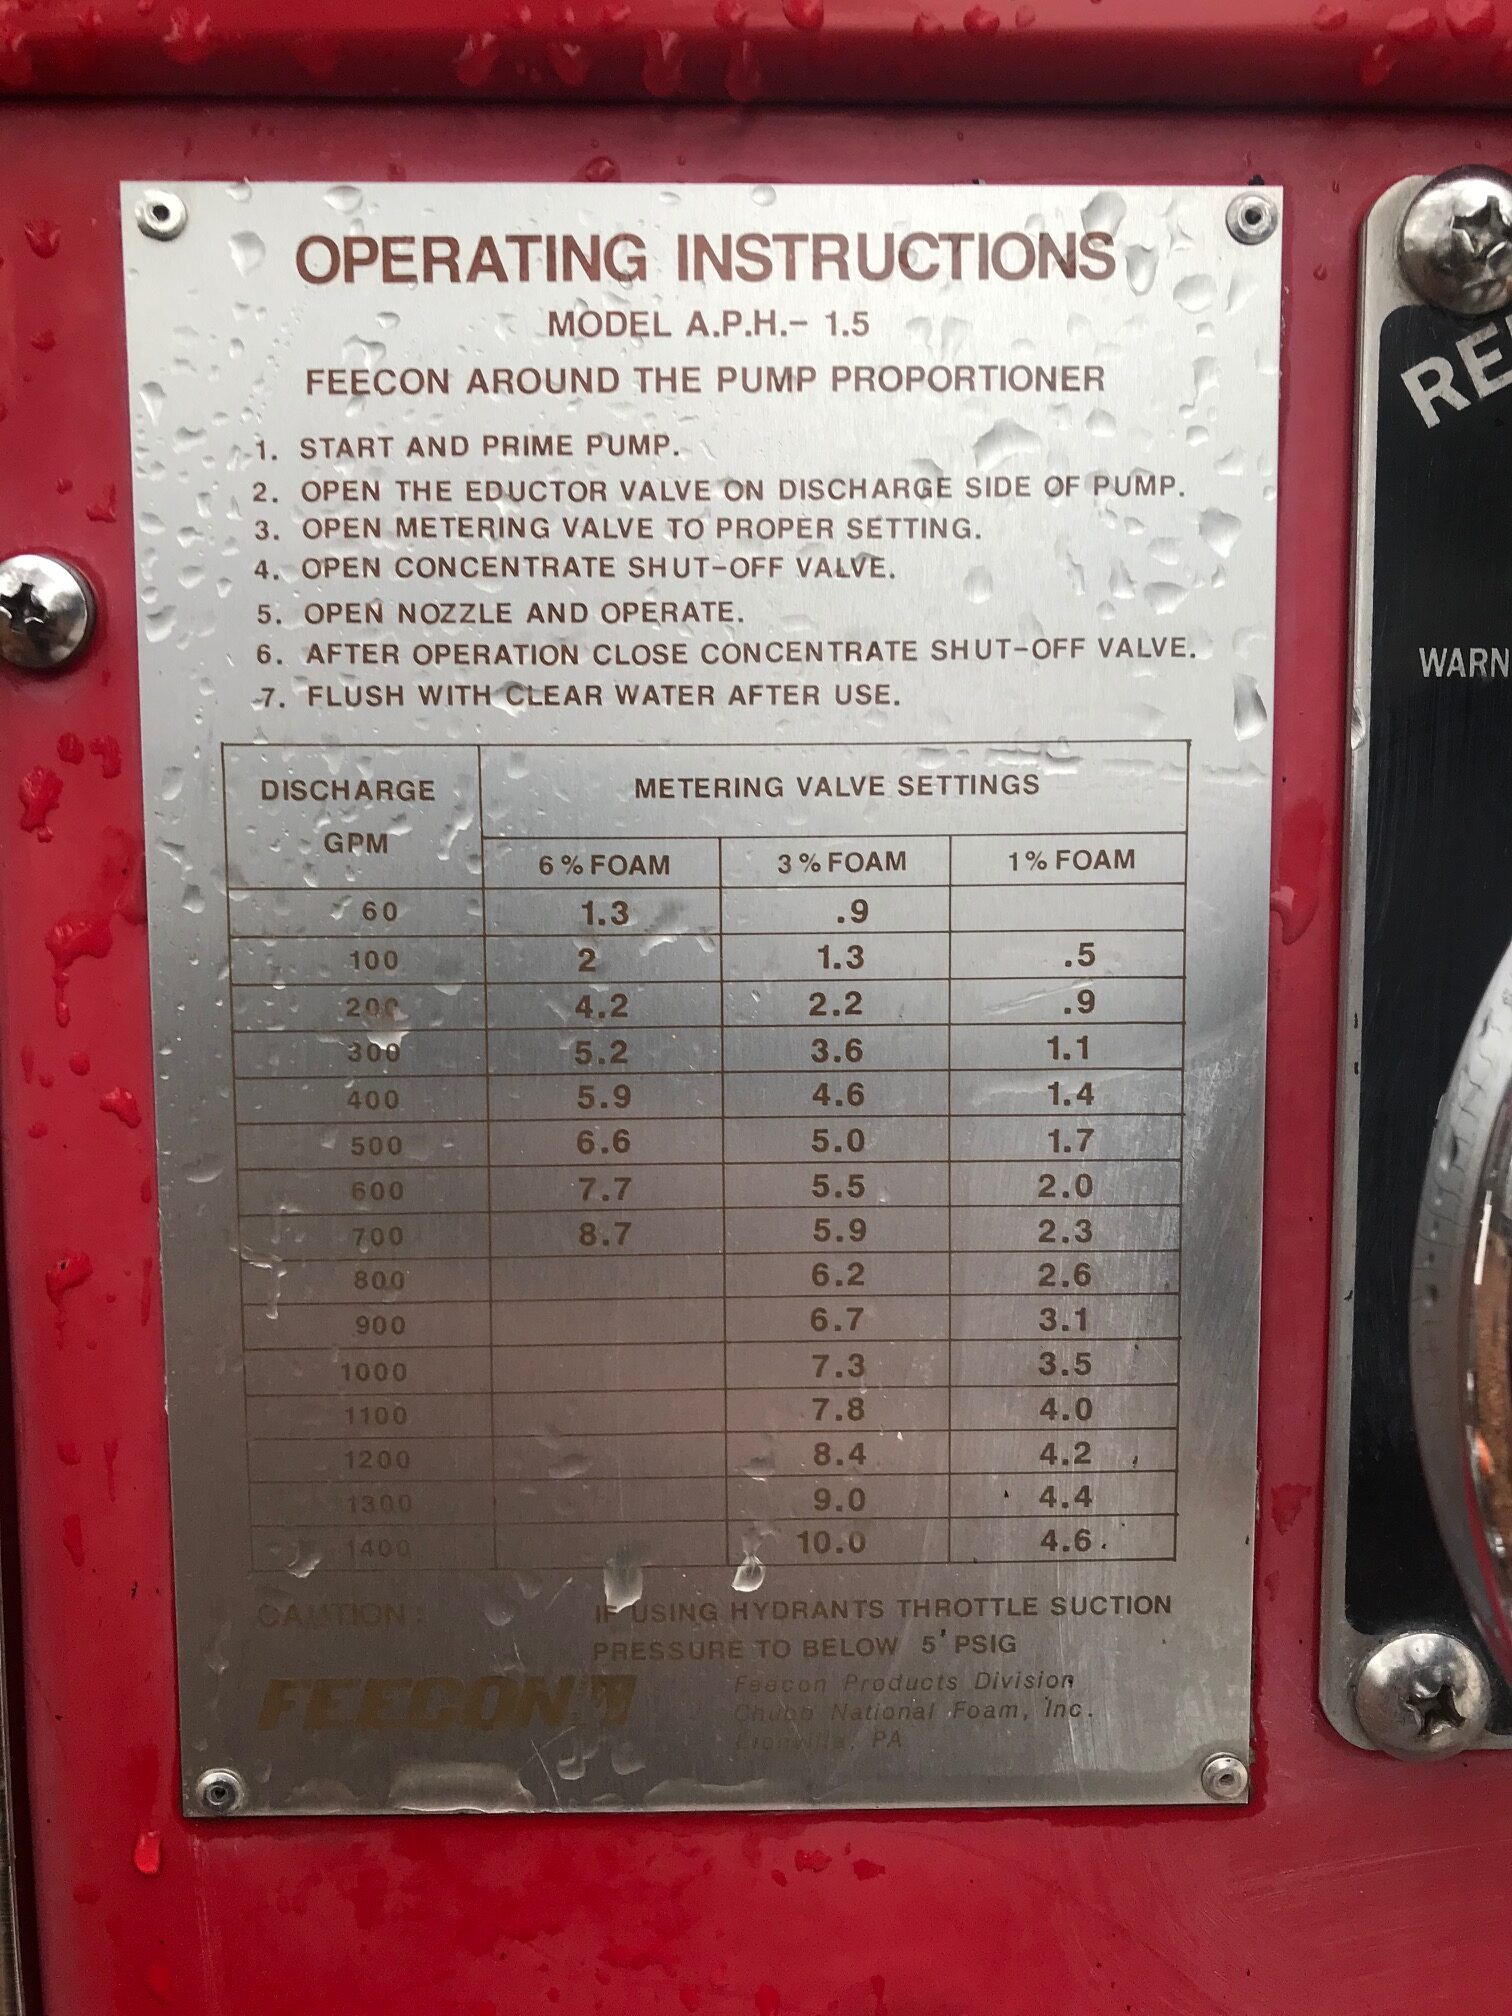 OPERATING INSTRUCTIONS
MODEL A.P.H.- 1.5
FEECON AROUND THE PUMP PROPORTIONER
1. START AND PRIME PUMP.
2. OPEN THE EDUCTOR VALVE ON DISCHARGE SIDE OF PUMP.
3. OPEN METERING VALVE TO PROPER SETTING.
4. OPEN CONCENTRATE SHUT-OFF VALVE.
5. OPEN NOZZLE AND OPERATE.
6. AFTER OPERATION CLOSE CONCENTRATE SHUT-OFF VALVE.
7. FLUSH WITH CLEAR WATER AFTER USE.
DISCHARGE GPM METERING VALVE SETTINGS
6% FOAM 3% FOAM 1% FOAM
60 1.3 .9
100 2 1.3 .5
200 4.2 2.2 .9
300 5.2 3.6 1.1
400 5.9 4.6 1.4
500 6.6 5.0 1.7
600 7.7 5.5 2.0
700 8.7 5.9 2.3
800 6.2 2.6
900 6.7 3.1
1000 7.3 3.5
1100 7.8 4.0
1200 8.4 4.2
1300 9.0 4.4
1400 10.0 4.6
CAUTION: IF USING HYDRANTS THROTTLE SUCTION
PRESSURE TO BELOW 5 PSIG
FEECON
Feecon Products Division
Chubb National Foam, Inc.
PA
RE
WARN